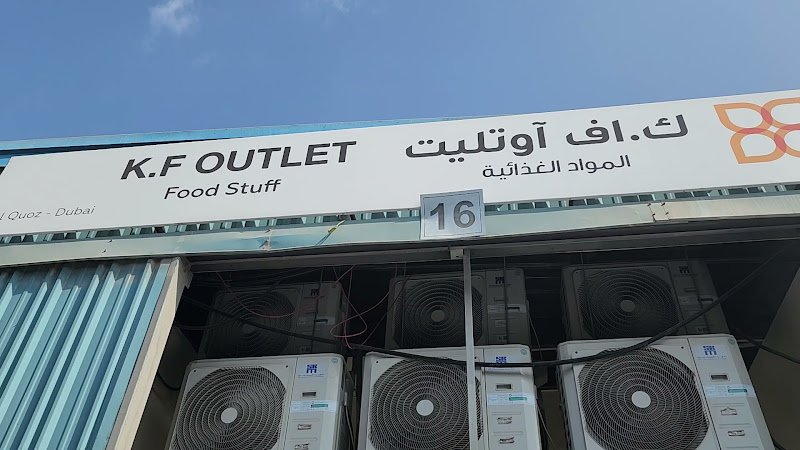 K.F OUTLET
ك.اف آوتليت
Food Stuff
المواد الغذائية
Quoz - Dubai
16